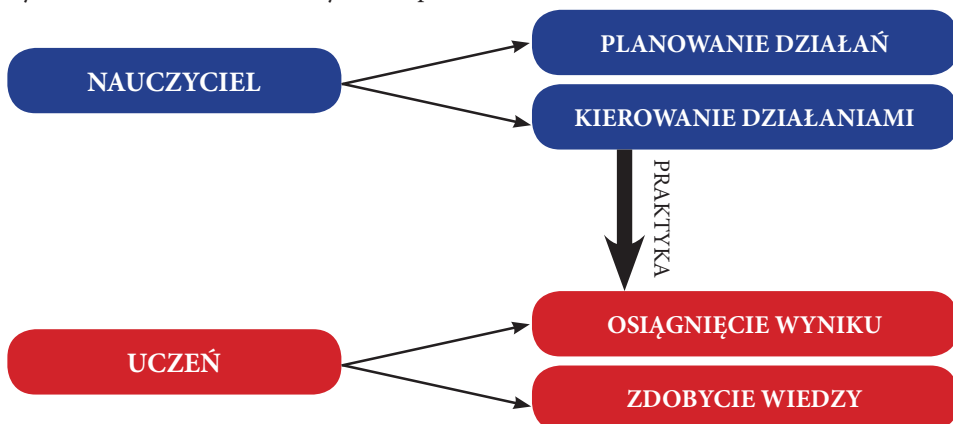 NAUCZYCIEL
PLANOWANIE DZIAŁAŃ
KIEROWANIE DZIAŁANIAMI
PRAKTYKA
UCZEŃ
OSIĄGNIĘCIE WYNIKU
ZDOBYCIE WIEDZY